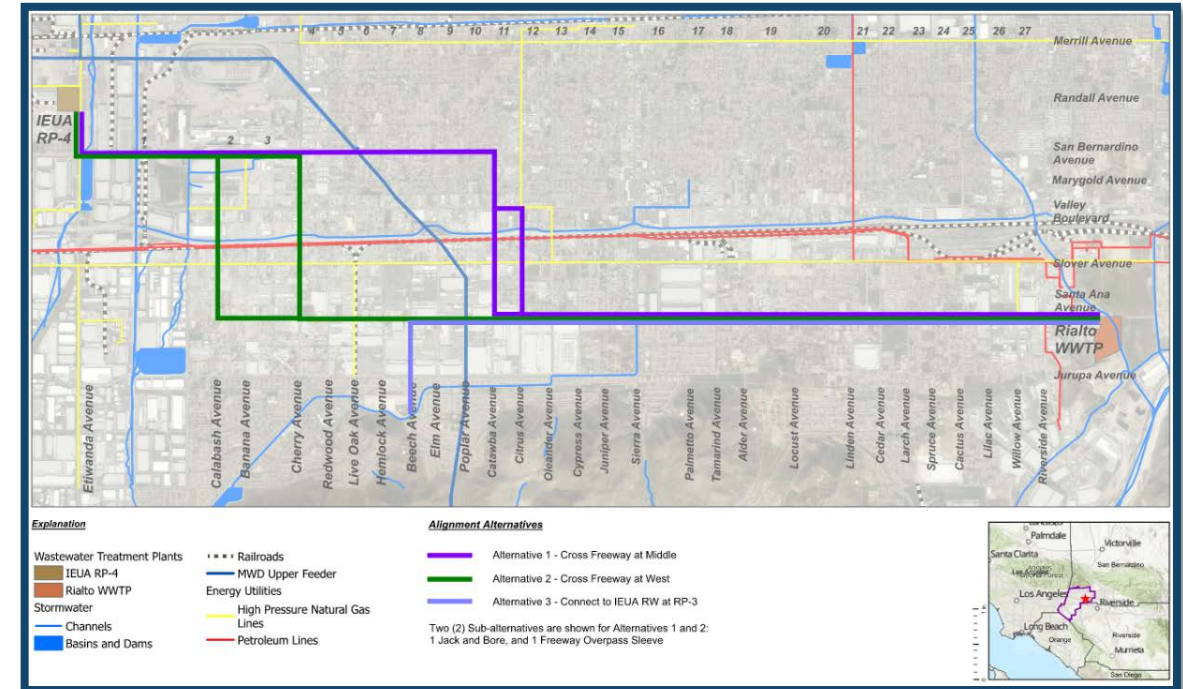 4 5 6 7 8 9 10 11 12 13 14 15 16 17 18 19 20 21 22 23 24 25 26 27
Merrill Avenue
Randall Avenue
IEUA
RP-4
1 2 3
San Bernardino
Avenue
Marygold Avenue
Valley
Boulevard
Slover Avenue
Santa Ana
Avenue
Rialto
WWTP
Jurupa Avenue
Etiwanda Avenue
Calabash Avenue
Banana Avenue
Cherry Avenue
Redwood Avenue
Live Oak Avenue
Hemlock Avenue
Beech Avenue
Elm Avenue
Poplar Avenue
Catawba Avenue
Citrus Avenue
Oleander Avenue
Cypress Avenue
Juniper Avenue
Sierra Avenue
Palmetto Avenue
Tamarind Avenue
Alder Avenue
Locust Avenue
Linden Avenue
Cedar Avenue
Larch Avenue
Spruce Avenue
Cactus Avenue
Lilac Avenue
Willow Avenue
Riverside Avenue
Explanation
Wastewater Treatment Plants
IEUA RP-4
Rialto WWTP
Stormwater
Channels
Basins and Dams
Railroads
MWD Upper Feeder
Energy Utilities
High Pressure Natural Gas
Lines
Petroleum Lines
Alignment Alternatives
Alternative 1 - Cross Freeway at Middle
Alternative 2 - Cross Freeway at West
Alternative 3 - Connect to IEUA RW at RP-3
Two (2) Sub-alternatives are shown for Alternatives 1 and 2:
1 Jack and Bore, and 1 Freeway Overpass Sleeve
Palmdale
Victorville
Santa Clarita
San Bernardino
Los Angeles
Riverside
Long Beach
Orange
Riverside
Murrieta
San Diego